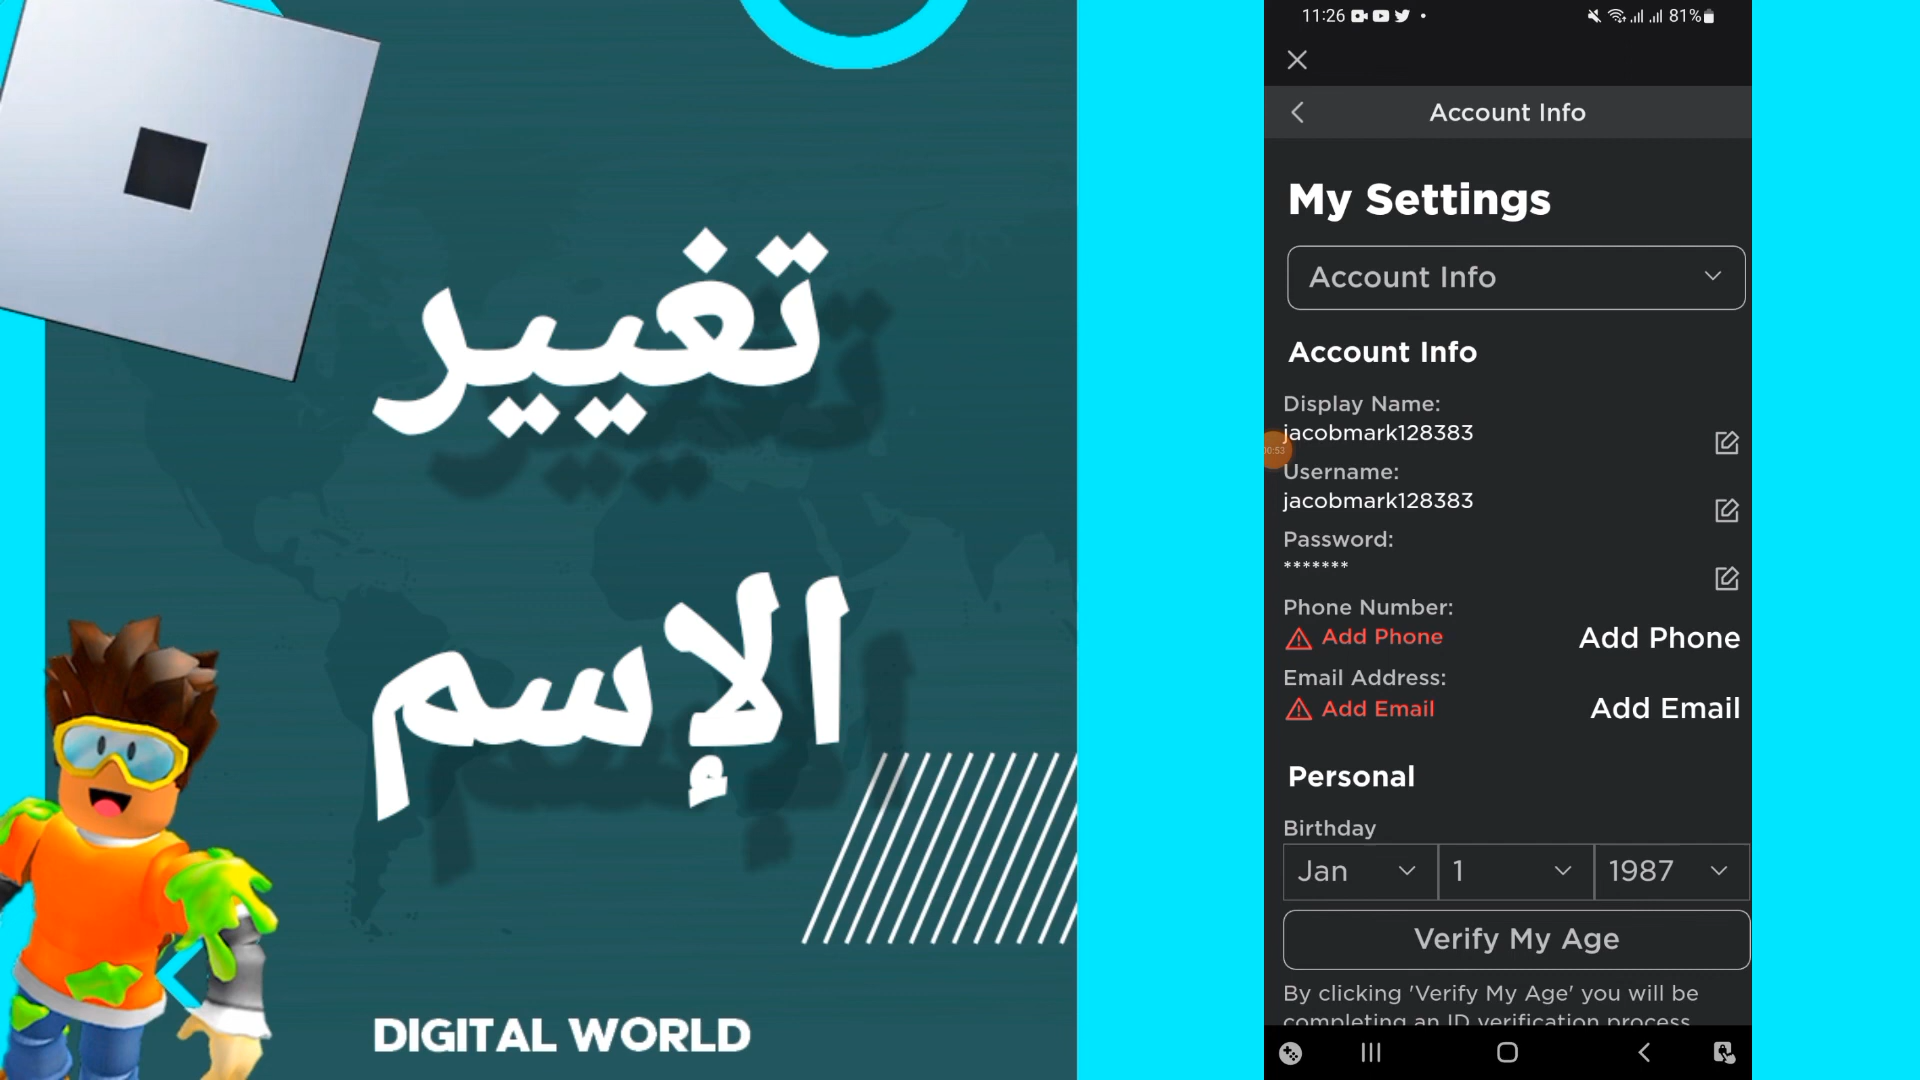 تغيير
الإسم
DIGITAL WORLD
11:26
81%
Account Info
My Settings
Account Info
Account Info
Display Name:
jacobmark128383
00:53
Username:
jacobmark128383
Password:
*******
Phone Number:
Add Phone Add Phone
Email Address:
Add Email Add Email
Personal
Birthday
Jan 1 1987
Verify My Age
By clicking 'Verify My Age' you will be
completing an ID verification process